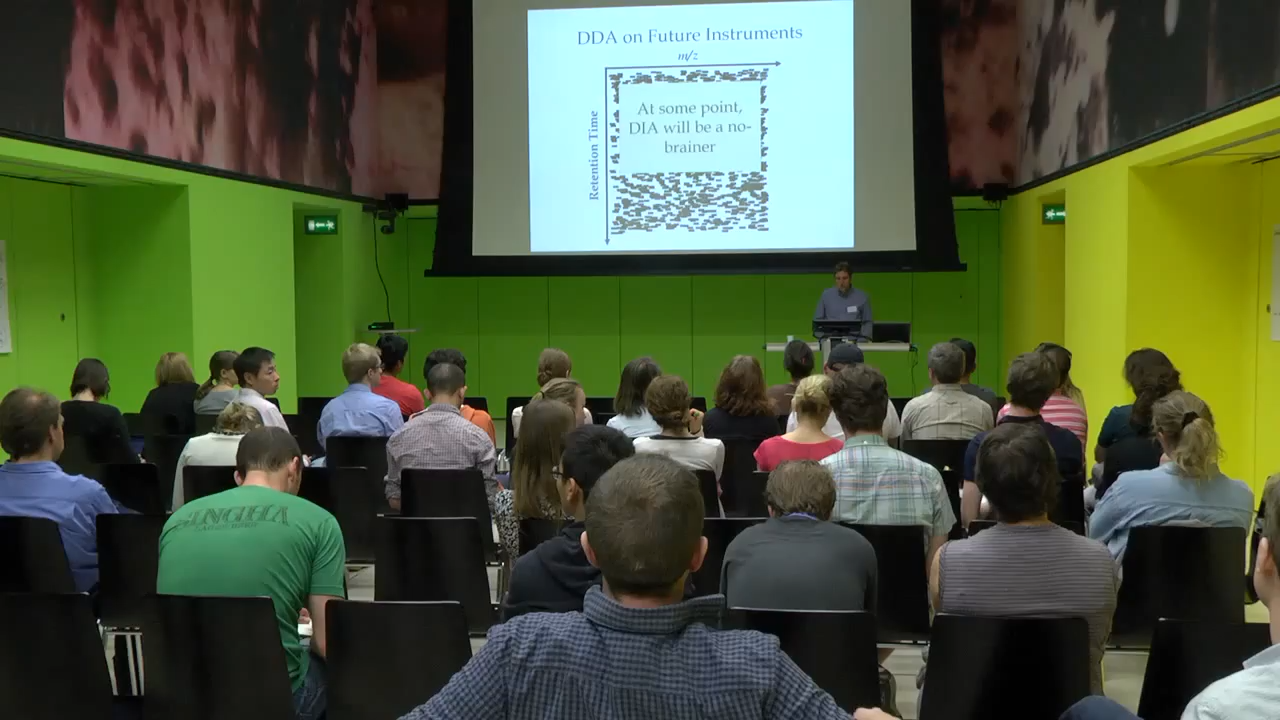 DDA on Future Instruments
m/z
Retention Time
At some point,
DIA will be a no-
brainer
SINGHA